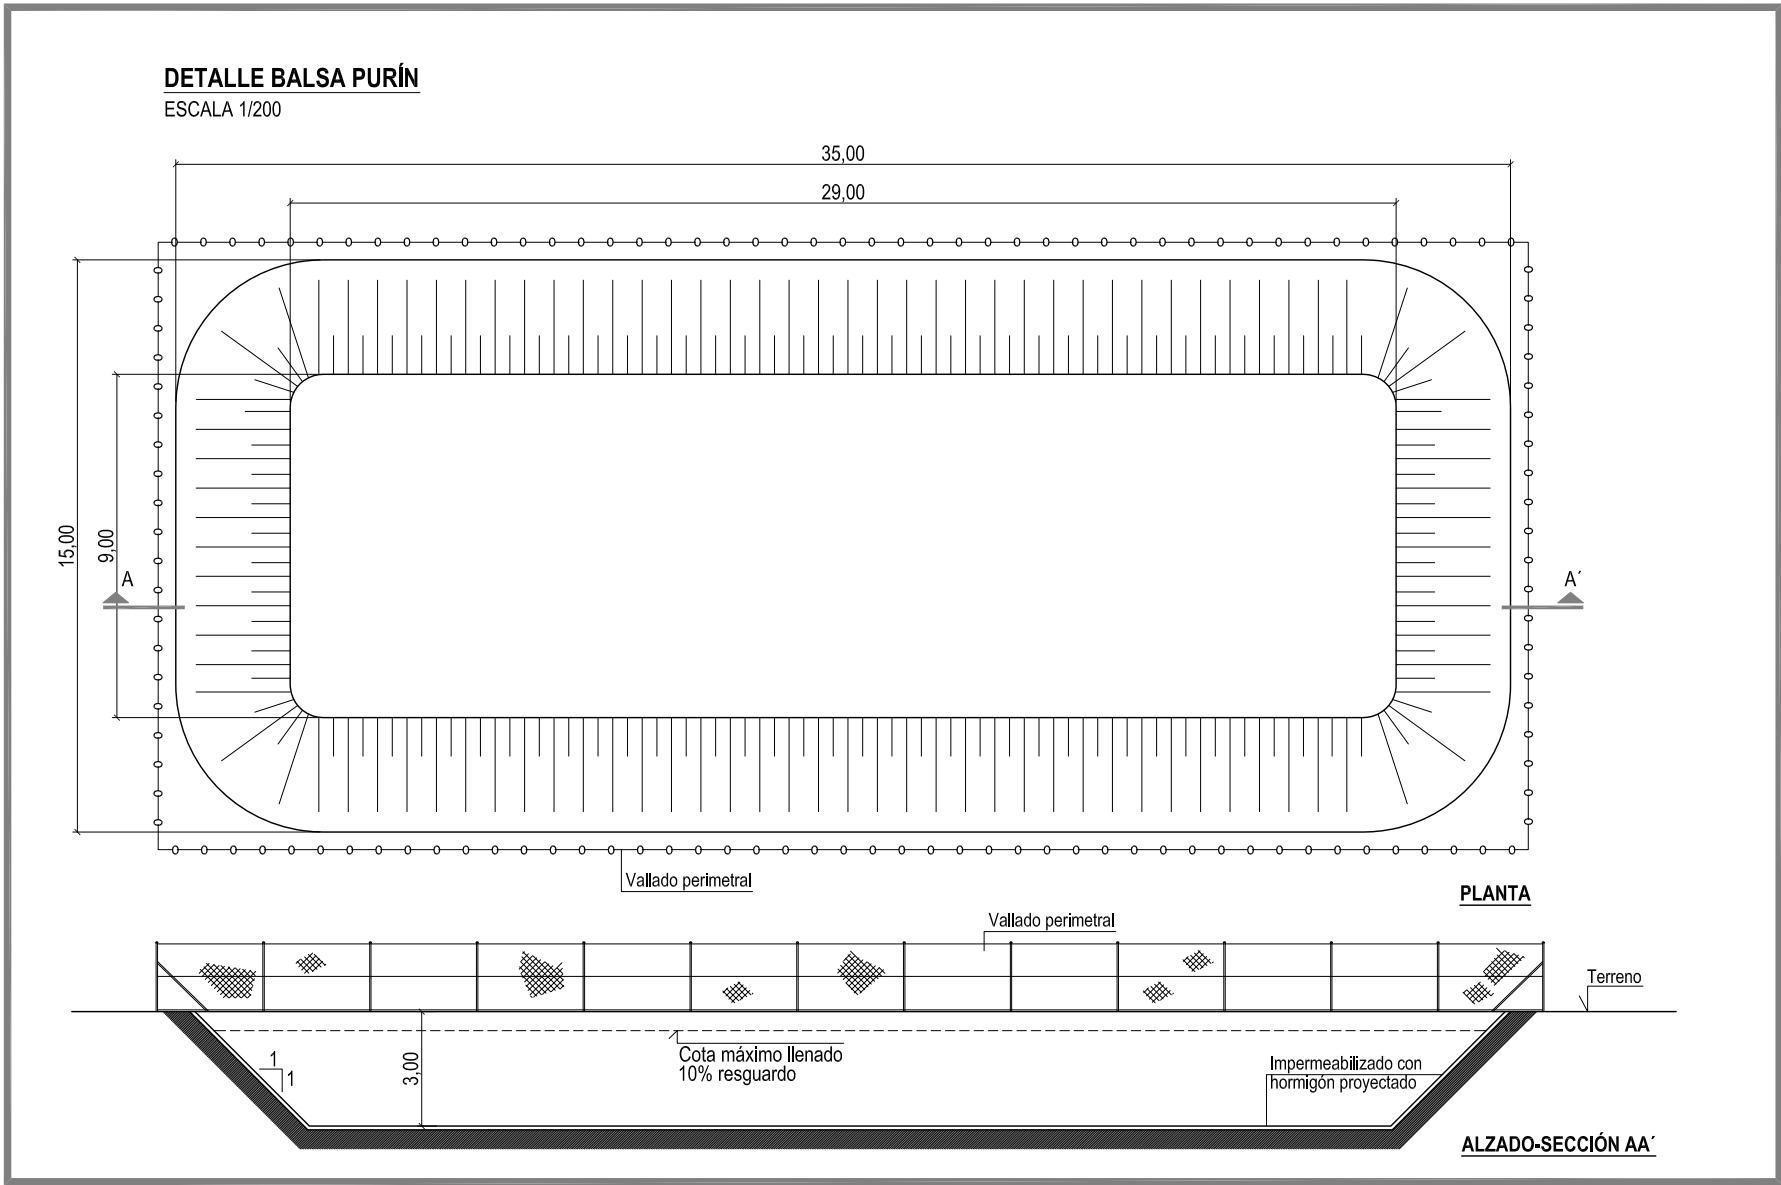 DETALLE BALSA PURÍN
ESCALA 1/200
35,00
29,00
15,00
9,00
A
A´
Vallado perimetral
PLANTA
Vallado perimetral
Terreno
Cota máximo llenado
10% resguardo
3,00
1
1
Impermeabilizado con
hormigón proyectado
ALZADO-SECCIÓN AA´